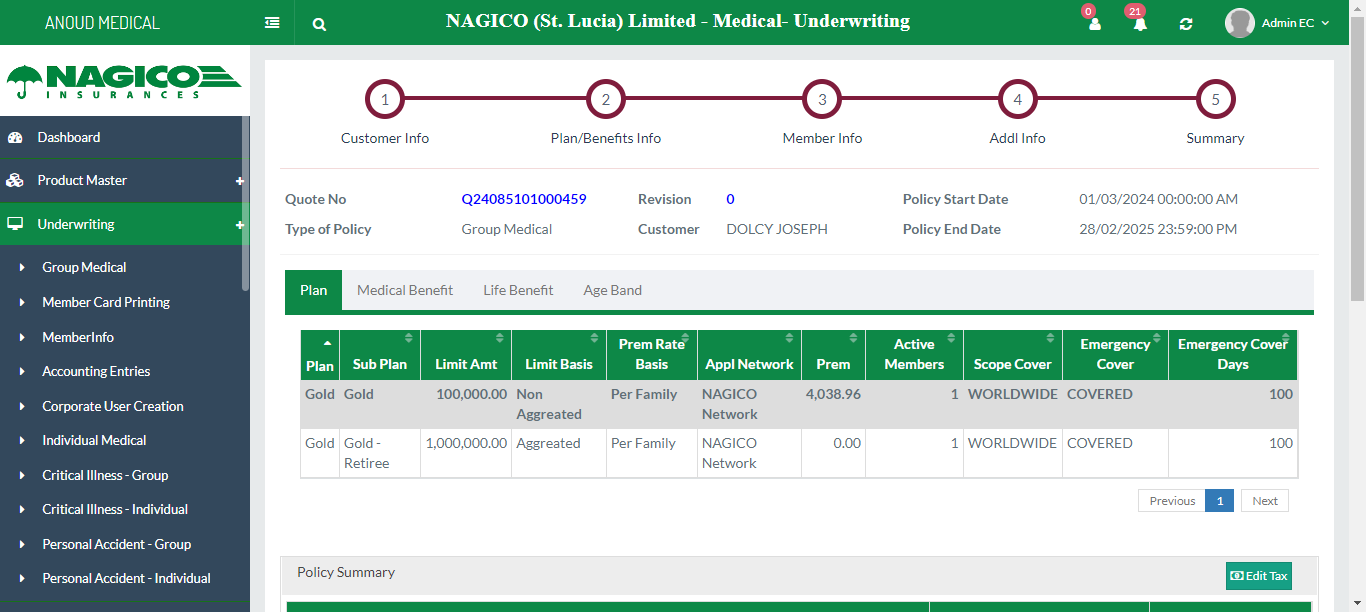 ANOUD MEDICAL
NAGICO (St. Lucia) Limited - Medical- Underwriting
0
21
Admin EC
NAGICO
INSURANCES
Dashboard
Product Master
Underwriting
Group Medical
Member Card Printing
MemberInfo
Accounting Entries
Corporate User Creation
Individual Medical
Critical Illness - Group
Critical Illness - Individual
Personal Accident - Group
Personal Accident - Individual
1 2 3 4 5
Customer Info Plan/Benefits Info Member Info Addl Info Summary
Quote No Q24085101000459 Revision 0 Policy Start Date 01/03/2024 00:00:00 AM
Type of Policy Group Medical Customer DOLCY JOSEPH Policy End Date 28/02/2025 23:59:00 PM
Plan Medical Benefit Life Benefit Age Band
Prem Rate Active Emergency Emergency Cover
Plan Sub Plan Limit Amt Limit Basis Basis Appl Network Prem Members Scope Cover Cover Days
Gold Gold 100,000.00 Non Per Family NAGICO 4,038.96 1 WORLDWIDE COVERED 100
Aggreated Network
Gold Gold - 1,000,000.00 Aggreated Per Family NAGICO 0.00 1 WORLDWIDE COVERED 100
Retiree Network
Previous 1 Next
Policy Summary
Edit Tax